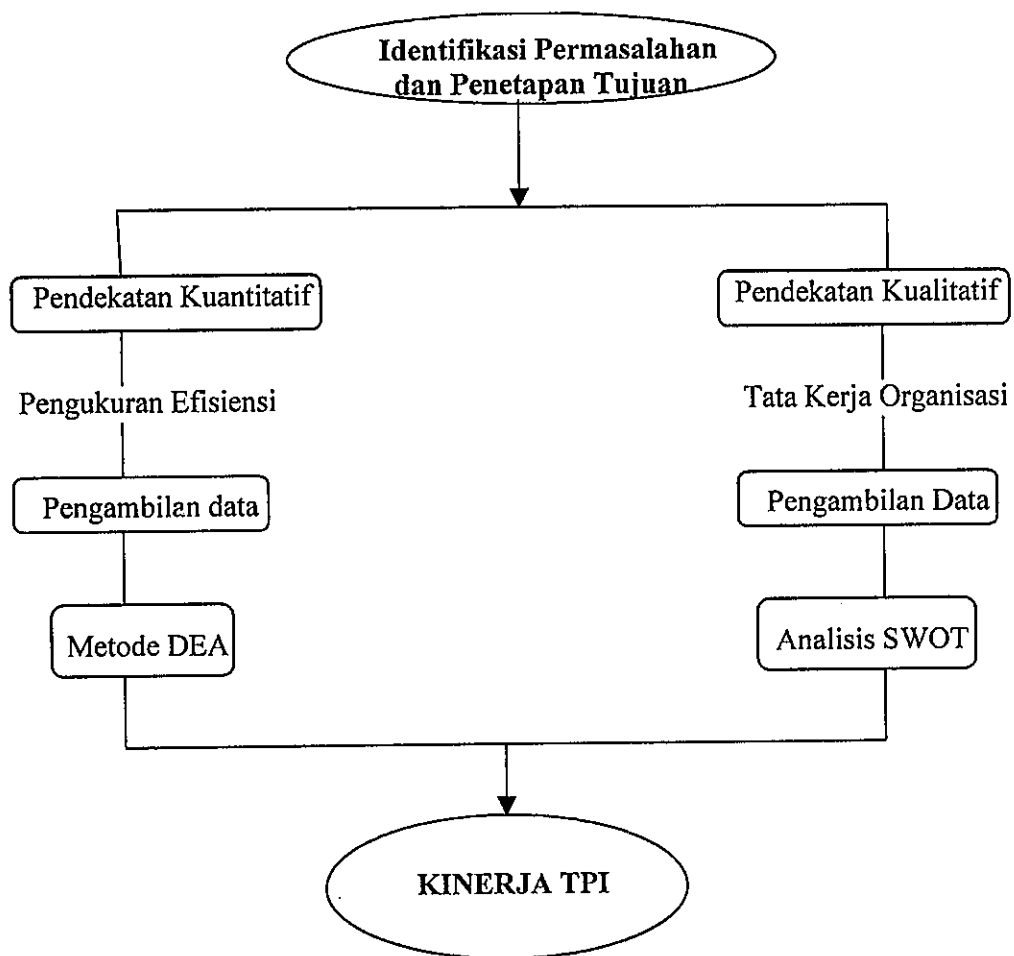 Identifikasi Permasalahan
dan Penetapan Tujuan
Pendekatan Kuantitatif
Pengukuran Efisiensi
Pengambilan data
Metode DEA
Pendekatan Kualitatif
Tata Kerja Organisasi
Pengambilan Data
Analisis SWOT
KINERJA TPI